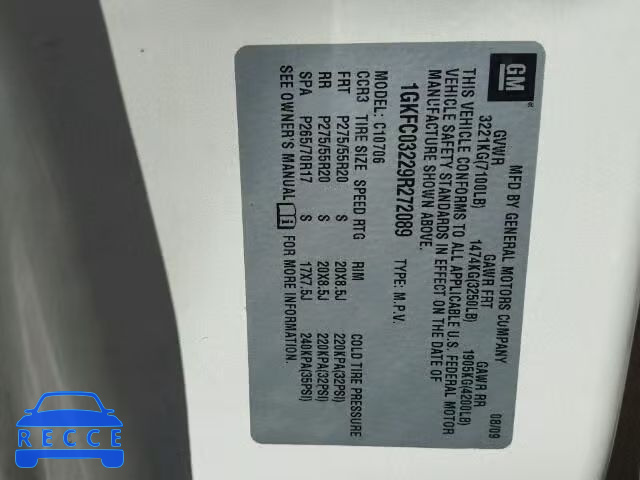 GM
MFD BY GENERAL MOTORS COMPANY
08/09
GVWR GAWR FRT GAWR RR
3221KG(7100LB) 1474KG(3250LB) 1905KG(4200LB)
THIS VEHICLE CONFORMS TO ALL APPLICABLE U.S. FEDERAL MOTOR
VEHICLE SAFETY STANDARDS IN EFFECT ON THE DATE OF
MANUFACTURE SHOWN ABOVE.
1GKFC03229R272089 TYPE: M.P.V.
MODEL: C10706
CCR3 TIRE SIZE SPEED RTG RIM COLD TIRE PRESSURE
FRT P275/55R20 S 20X8.5J 220KPA(32PSI)
RR P275/55R20 S 20X8.5J 220KPA(32PSI)
SPA P265/70R17 S 17X7.5J 240KPA(35PSI)
SEE OWNER'S MANUAL FOR MORE INFORMATION.
RECCE